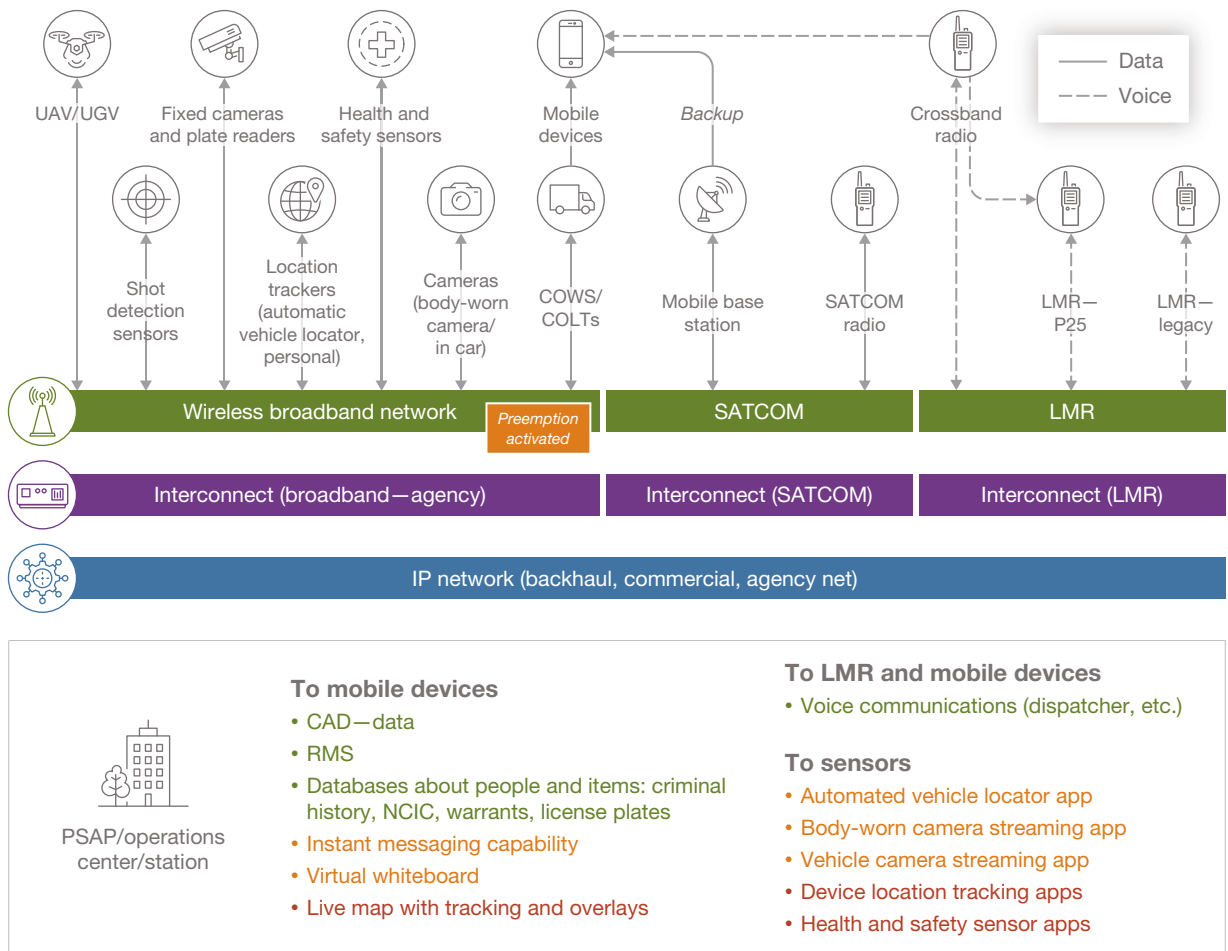 Data
Voice
UAV/UGV
Fixed cameras
and plate readers
Health and
safety sensors
Mobile
devices
Backup
Crossband
radio
Shot
detection
sensors
Location
trackers
(automatic
vehicle locator,
personal)
Cameras
(body-worn
camera/
in car)
COWS/
COLTs
Mobile base
station
SATCOM
radio
LMR—
P25
LMR—
legacy
Wireless broadband network
Preemption
activated
SATCOM
LMR
Interconnect (broadband—agency)
Interconnect (SATCOM)
Interconnect (LMR)
IP network (backhaul, commercial, agency net)
PSAP/operations
center/station
To mobile devices
• CAD—data
• RMS
• Databases about people and items: criminal
history, NCIC, warrants, license plates
• Instant messaging capability
• Virtual whiteboard
• Live map with tracking and overlays
To LMR and mobile devices
• Voice communications (dispatcher, etc.)
To sensors
• Automated vehicle locator app
• Body-worn camera streaming app
• Vehicle camera streaming app
• Device location tracking apps
• Health and safety sensor apps